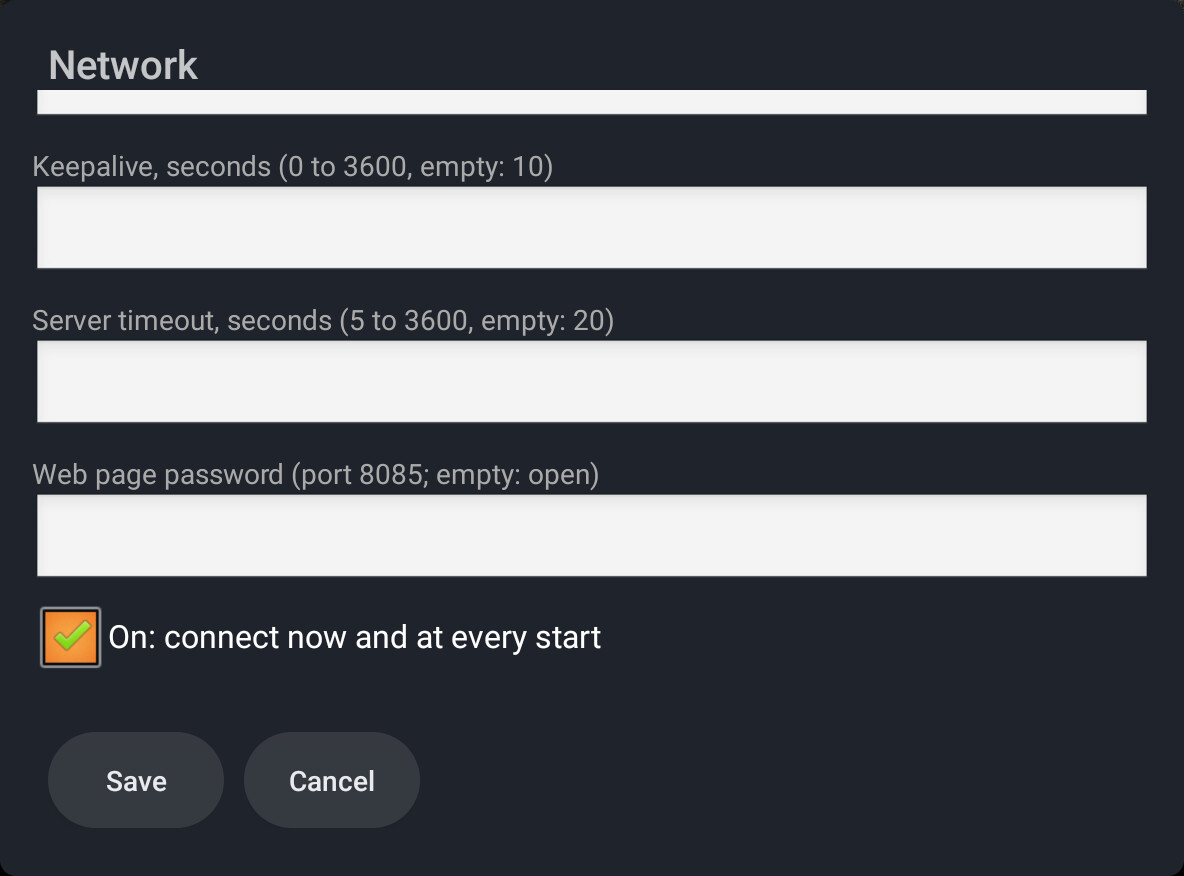 Network
Keepalive, seconds (0 to 3600, empty: 10)
Server timeout, seconds (5 to 3600, empty: 20)
Web page password (port 8085; empty: open)
On: connect now and at every start
Save
Cancel